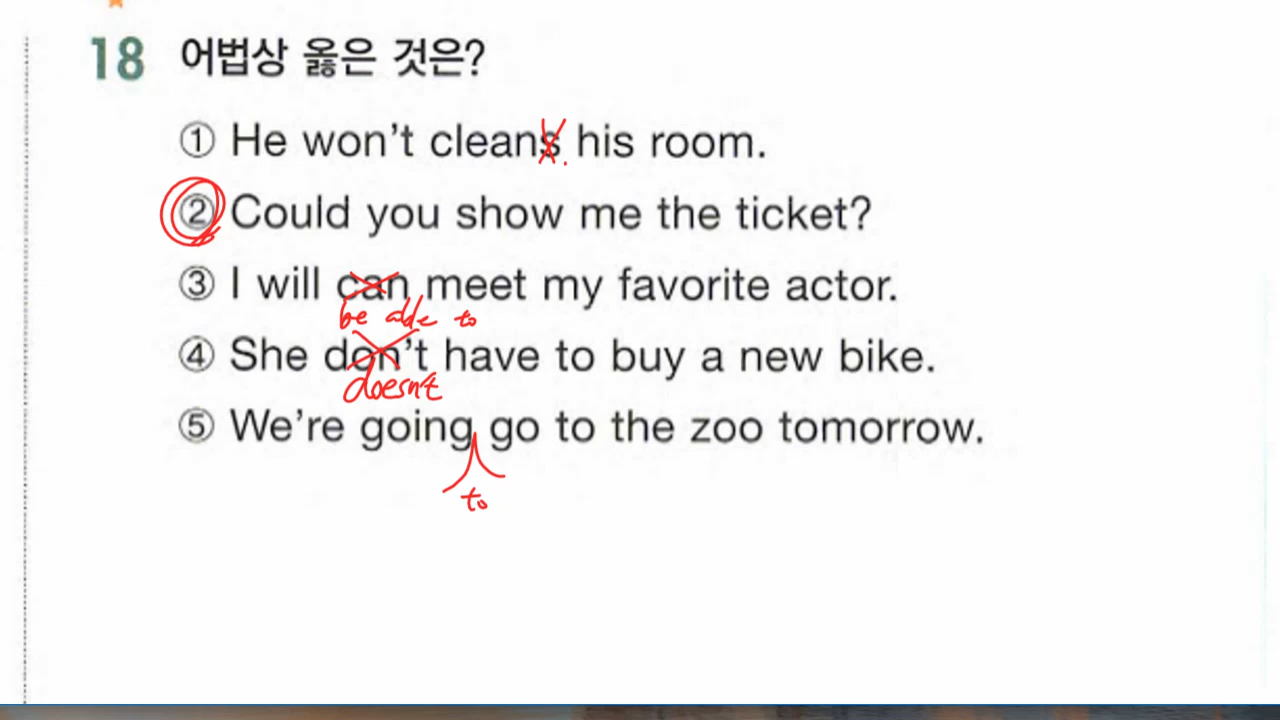 18 어법상 옳은 것은?
① He won't cleans his room.
② Could you show me the ticket?
③ I will can meet my favorite actor.
be able to
④ She don't have to buy a new bike.
doesn't
⑤ We're going go to the zoo tomorrow.
to